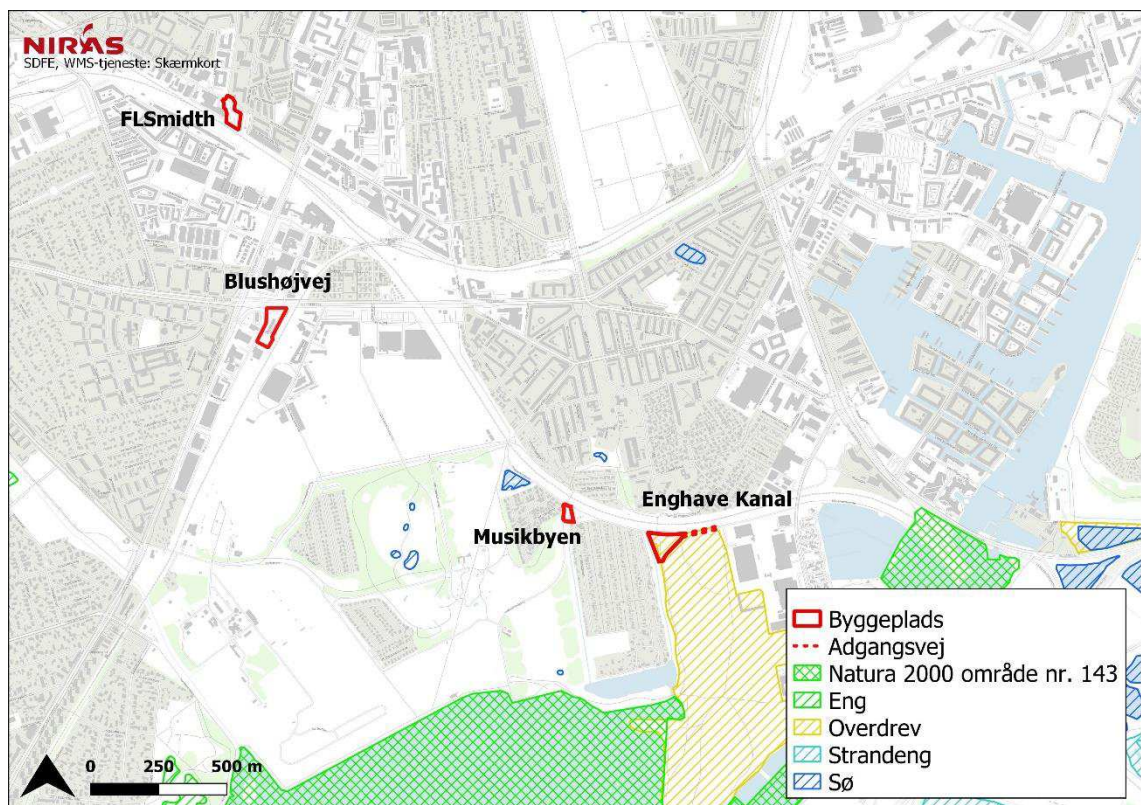 NIRAS
SDFE, WMS-tjeneste: Skærmkort
FLSmidth
Blushøjvej
Enghave Kanal
Musikbyen
Byggeplads
Adgangsvej
Natura 2000 område nr. 143
Eng
Overdrev
Strandeng
Sø
0 250 500 m